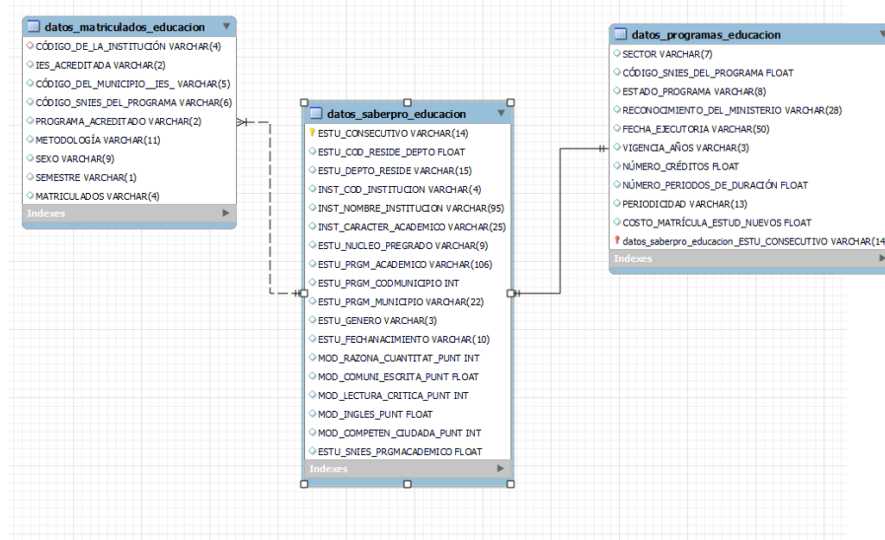 datos_matriculados_educacion
CÓDIGO_DE_LA_INSTITUCIÓN VARCHAR(4)
IES_ACREDITADA VARCHAR(2)
CÓDIGO_DEL_MUNICIPIO__IES_ VARCHAR(5)
CÓDIGO_SNIES_DEL_PROGRAMA VARCHAR(6)
PROGRAMA_ACREDITADO VARCHAR(2)
METODOLOGÍA VARCHAR(11)
SEXO VARCHAR(9)
SEMESTRE VARCHAR(1)
MATRICULADOS VARCHAR(4)
Indexes
datos_saberpro_educacion
ESTU_CONSECUTIVO VARCHAR(14)
ESTU_COD_RESIDE_DEPTO FLOAT
ESTU_DEPTO_RESIDE VARCHAR(15)
INST_COD_INSTITUCION VARCHAR(4)
INST_NOMBRE_INSTITUCION VARCHAR(95)
INST_CARACTER_ACADEMICO VARCHAR(25)
ESTU_NUCLEO_PREGRADO VARCHAR(9)
ESTU_PRGM_ACADEMICO VARCHAR(106)
ESTU_PRGM_CODMUNICIPIO INT
ESTU_PRGM_MUNICIPIO VARCHAR(22)
ESTU_GENERO VARCHAR(3)
ESTU_FECHANACIMIENTO VARCHAR(10)
MOD_RAZONA_CUANTITAT_PUNT INT
MOD_COMUNI_ESCRITA_PUNT FLOAT
MOD_LECTURA_CRITICA_PUNT INT
MOD_INGLES_PUNT FLOAT
MOD_COMPETEN_CIUDADA_PUNT INT
ESTU_SNIES_PRGMACADEMICO FLOAT
Indexes
datos_programas_educacion
SECTOR VARCHAR(7)
CÓDIGO_SNIES_DEL_PROGRAMA FLOAT
ESTADO_PROGRAMA VARCHAR(8)
RECONOCIMIENTO_DEL_MINISTERIO VARCHAR(28)
FECHA_EJECUTORIA VARCHAR(50)
VIGENCIA_AÑOS VARCHAR(3)
NÚMERO_CRÉDITOS FLOAT
NÚMERO_PERIODOS_DE_DURACIÓN FLOAT
PERIODICIDAD VARCHAR(13)
COSTO_MATRÍCULA_ESTUD_NUEVOS FLOAT
datos_saberpro_educacion_ESTU_CONSECUTIVO VARCHAR(14
Indexes